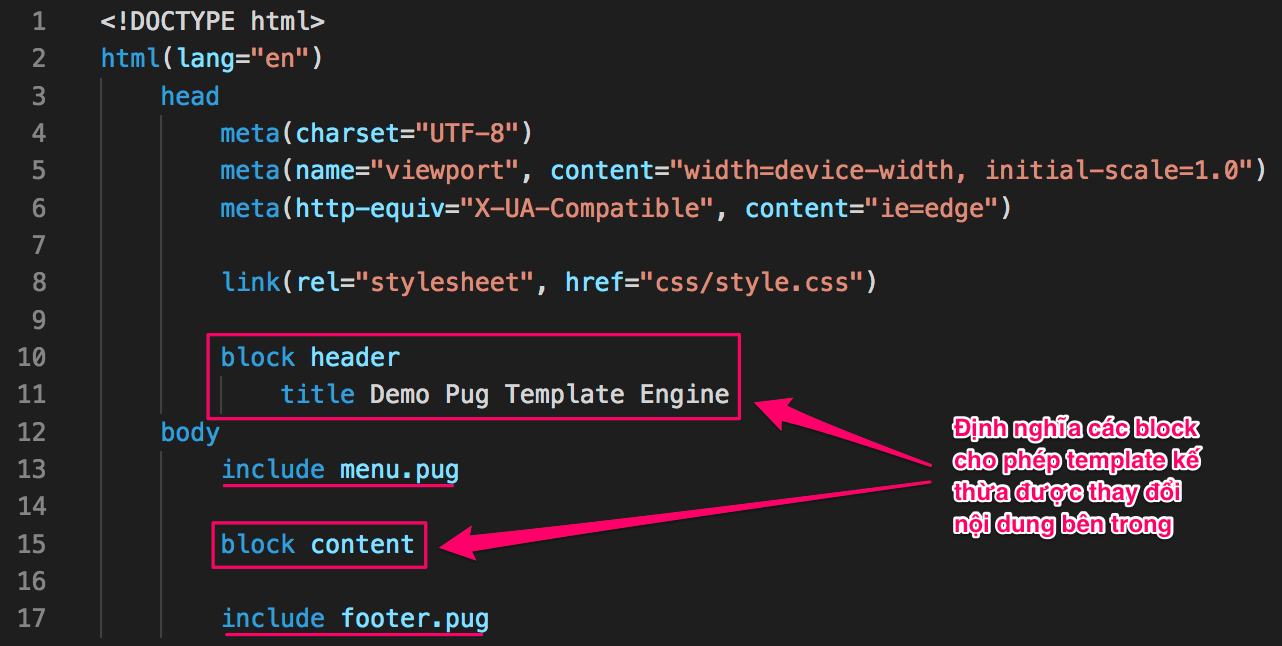 1 <!DOCTYPE html>
2 html(lang="en")
3 head
4 meta(charset="UTF-8")
5 meta(name="viewport", content="width=device-width, initial-scale=1.0")
6 meta(http-equiv="X-UA-Compatible", content="ie=edge")
7
8 link(rel="stylesheet", href="css/style.css")
9
10 block header
11 title Demo Pug Template Engine
12 body
13 include menu.pug
14
15 block content
16
17 include footer.pug
Định nghĩa các block
cho phép template kế
thừa được thay đổi
nội dung bên trong